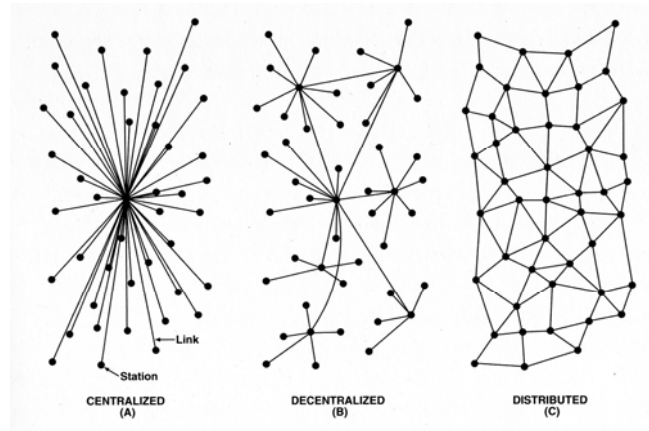 Link
Station
CENTRALIZED
(A)
DECENTRALIZED
(B)
DISTRIBUTED
(C)